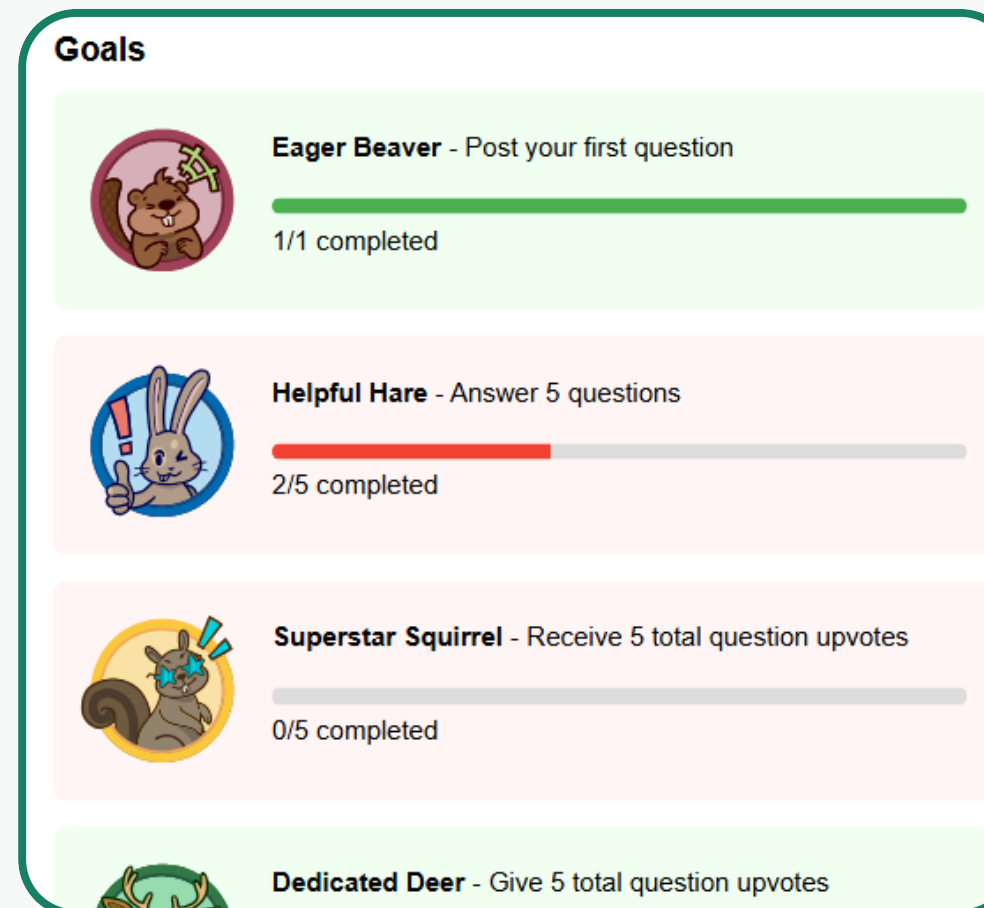 Goals
Eager Beaver - Post your first question
1/1 completed
Helpful Hare - Answer 5 questions
2/5 completed
Superstar Squirrel - Receive 5 total question upvotes
0/5 completed
Dedicated Deer - Give 5 total question upvotes